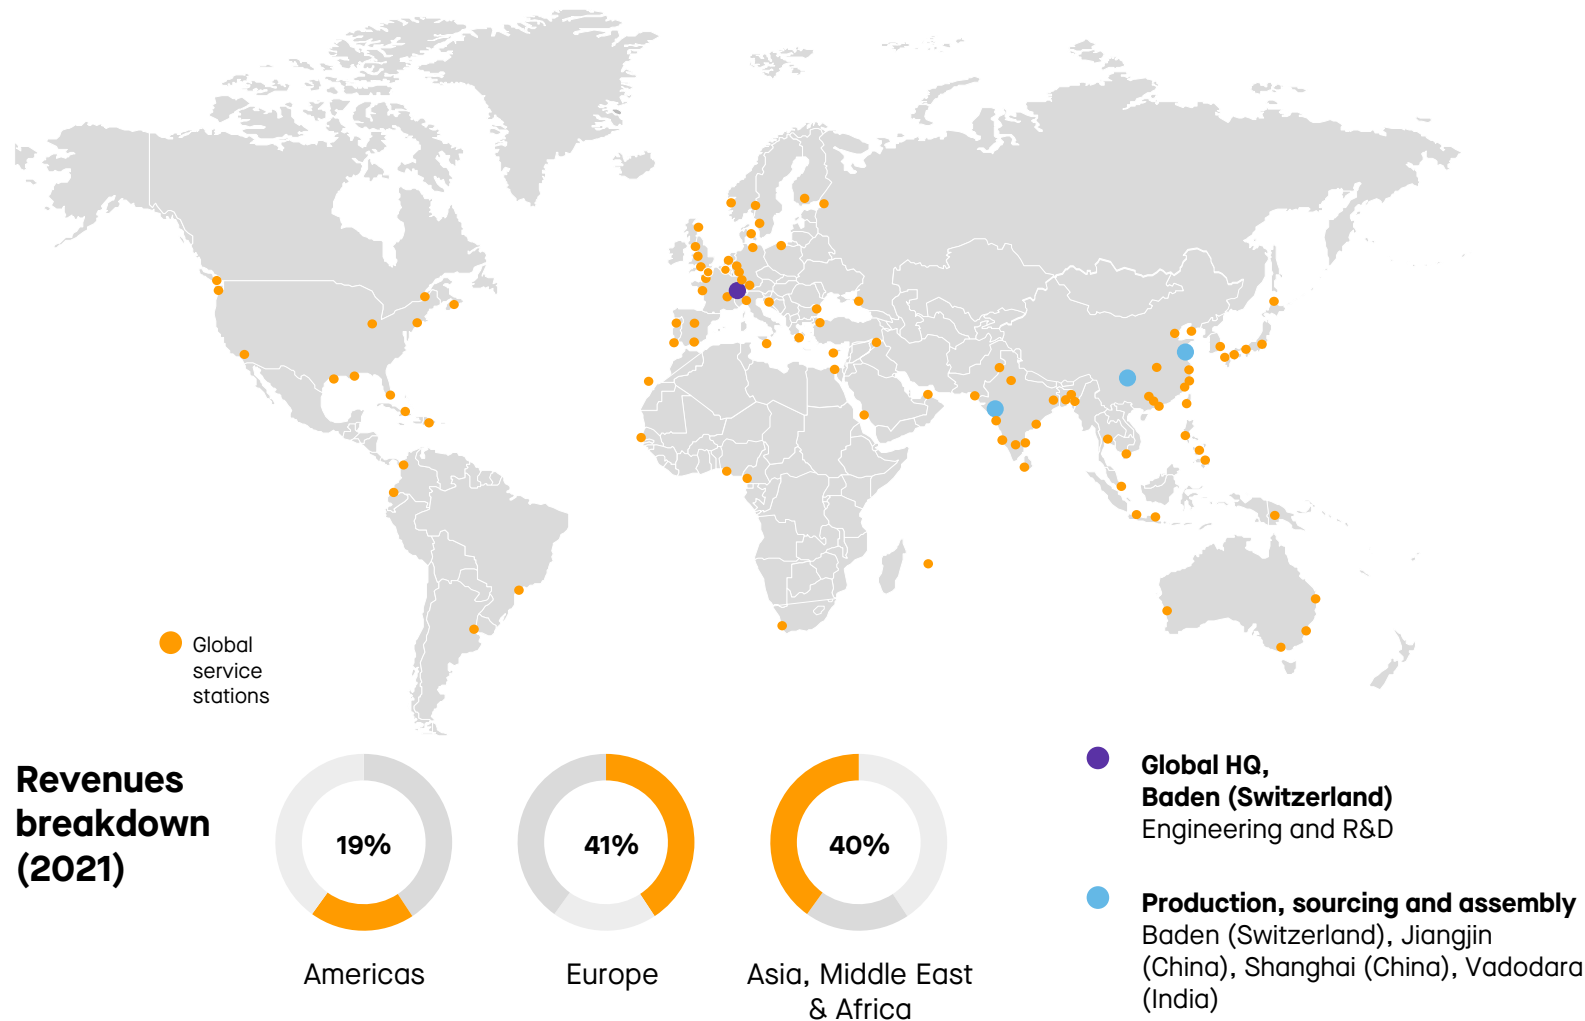 Global
service
stations
Revenues
breakdown
(2021)
19%
Americas
41%
Europe
40%
Asia, Middle East
& Africa
Global HQ,
Baden (Switzerland)
Engineering and R&D
Production, sourcing and assembly
Baden (Switzerland), Jiangjin
(China), Shanghai (China), Vadodara
(India)